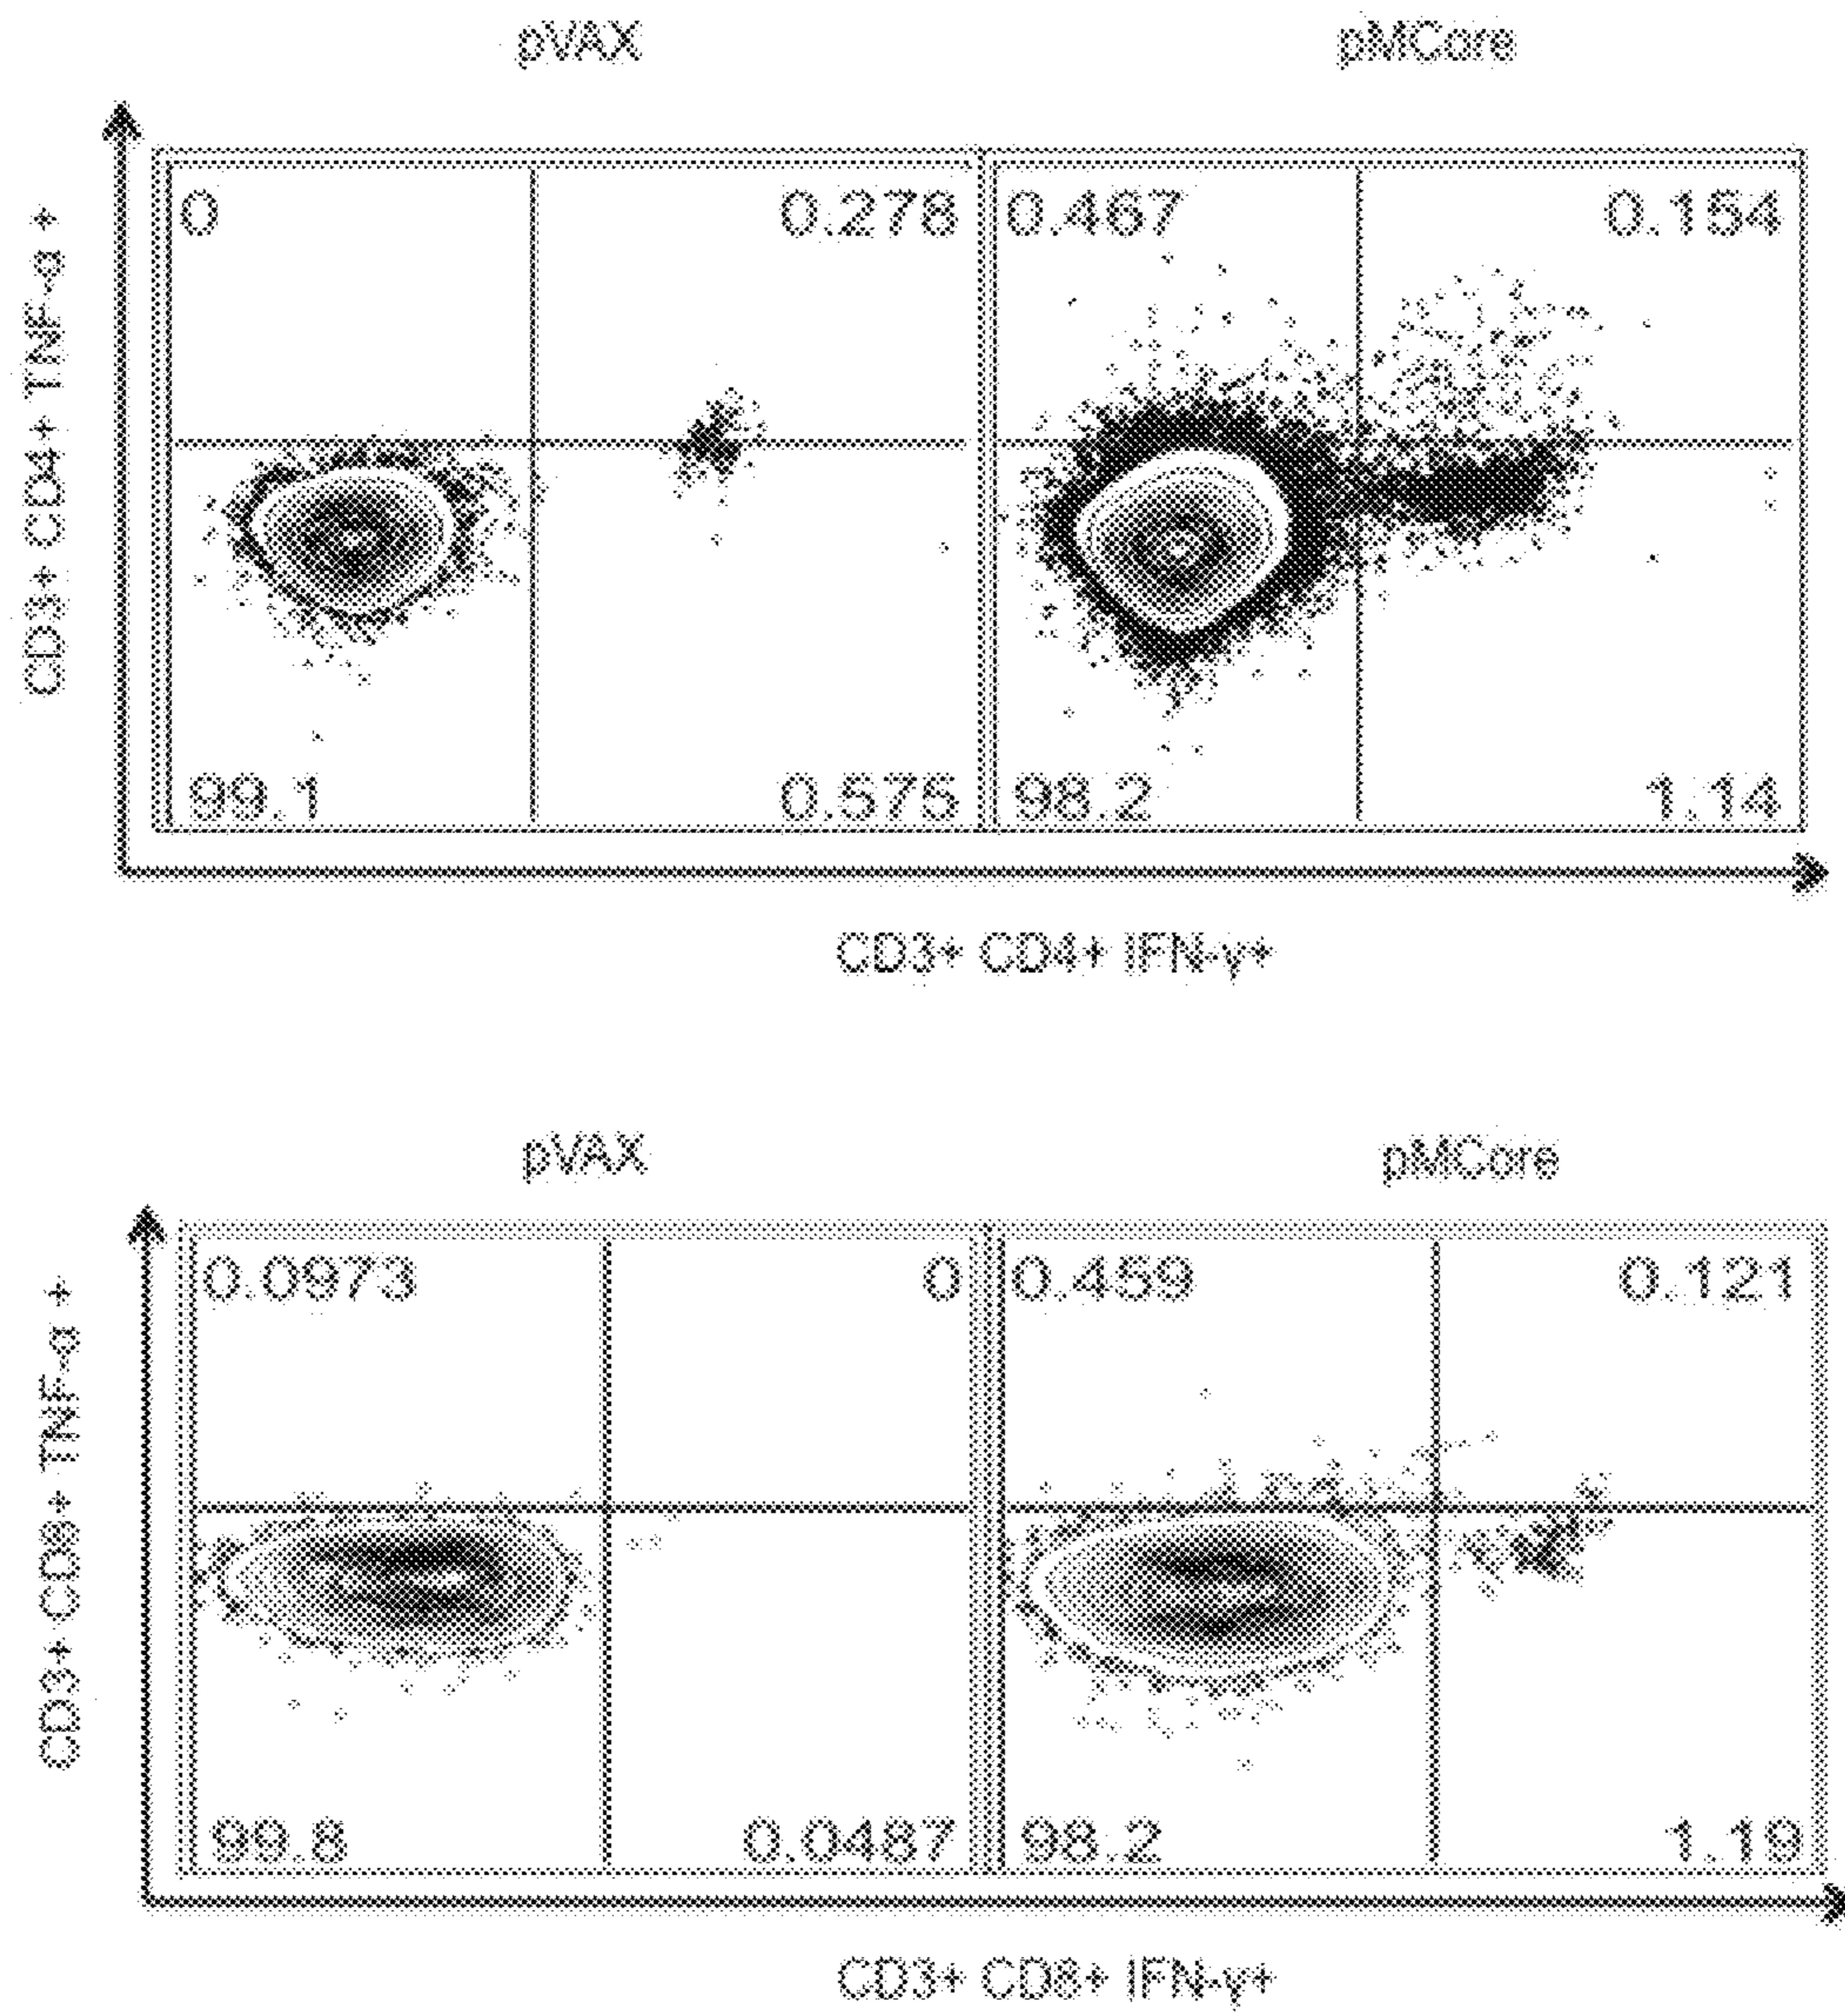 pVAX pMCore
0 0.278 0.467 0.154
CD3+ CD4+ TNF-α +
99.1 0.575 98.2 1.14
CD3+ CD4+ IFN-γ+
pVAX pMCore
0.0973 0 0.459 0.121
CD3+ CD8+ TNF-α +
99.8 0.0487 98.2 1.19
CD3+ CD8+ IFN-γ+